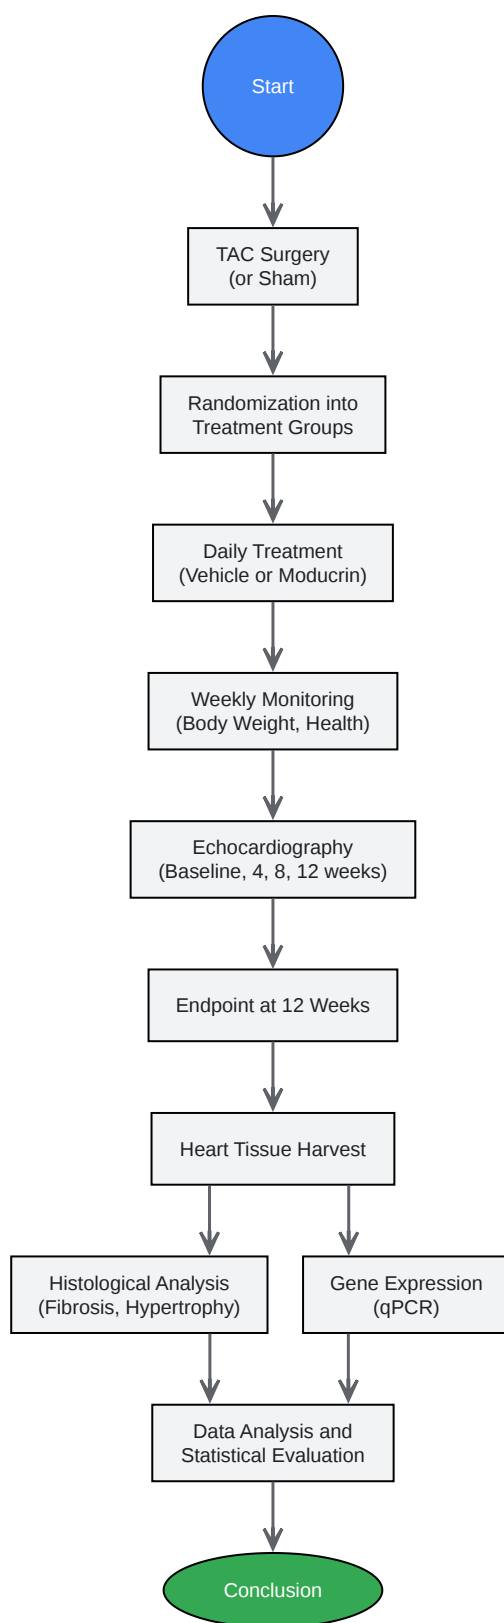 Start
TAC Surgery
(or Sham)
Randomization into
Treatment Groups
Daily Treatment
(Vehicle or Moducrin)
Weekly Monitoring
(Body Weight, Health)
Echocardiography
(Baseline, 4, 8, 12 weeks)
Endpoint at 12 Weeks
Heart Tissue Harvest
Histological Analysis
(Fibrosis, Hypertrophy)
Gene Expression
(qPCR)
Data Analysis and
Statistical Evaluation
Conclusion